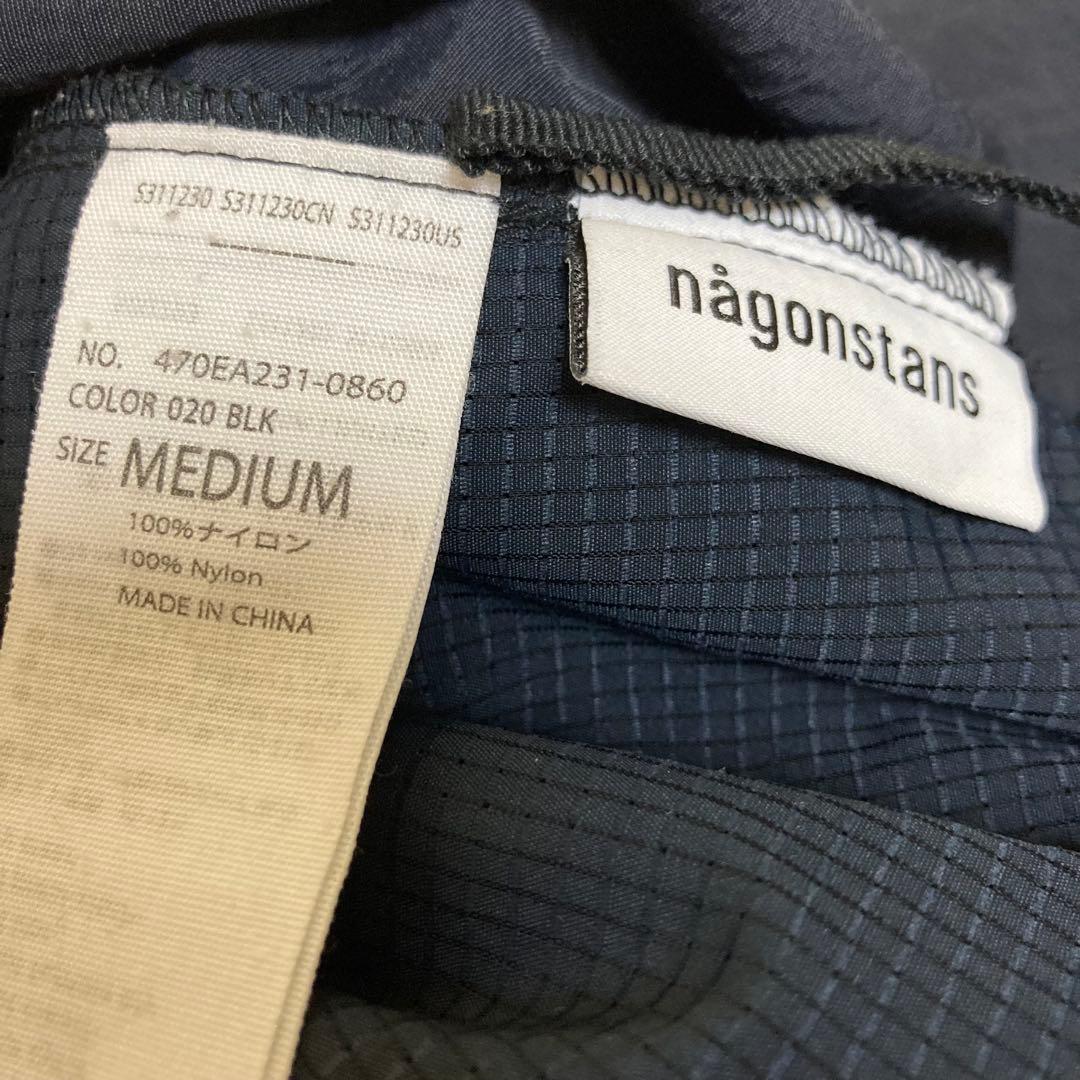 S311230 S311230CN S311230US
NO. 470EA231-0860
COLOR 020 BLK
SIZE MEDIUM
100%ナイロン
100% Nylon
MADE IN CHINA
någonstans